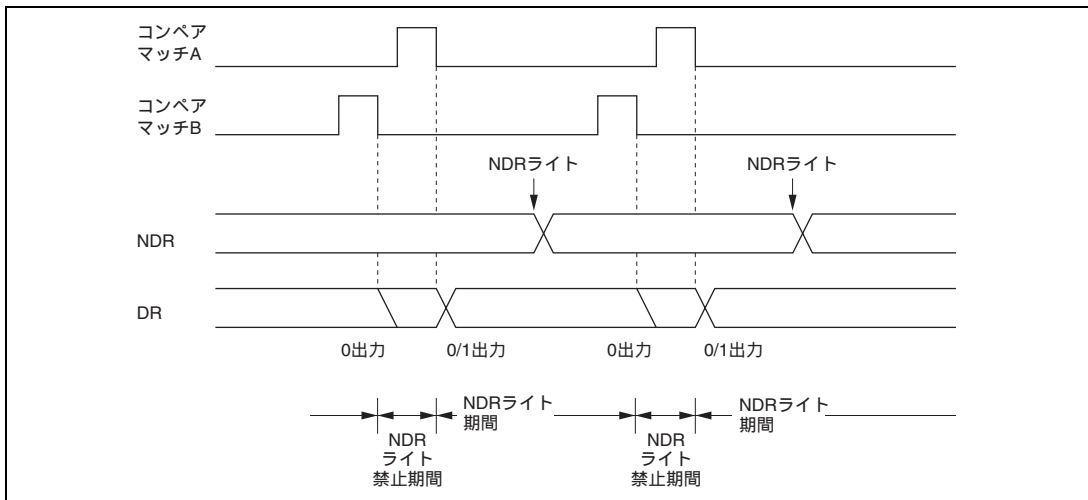 コンペア
マッチA
コンペア
マッチB
NDRライト
NDRライト
NDR
DR
0出力
0/1出力
0出力
0/1出力
NDRライト
期間
NDRライト
期間
NDR
ライト
禁止期間
NDR
ライト
禁止期間